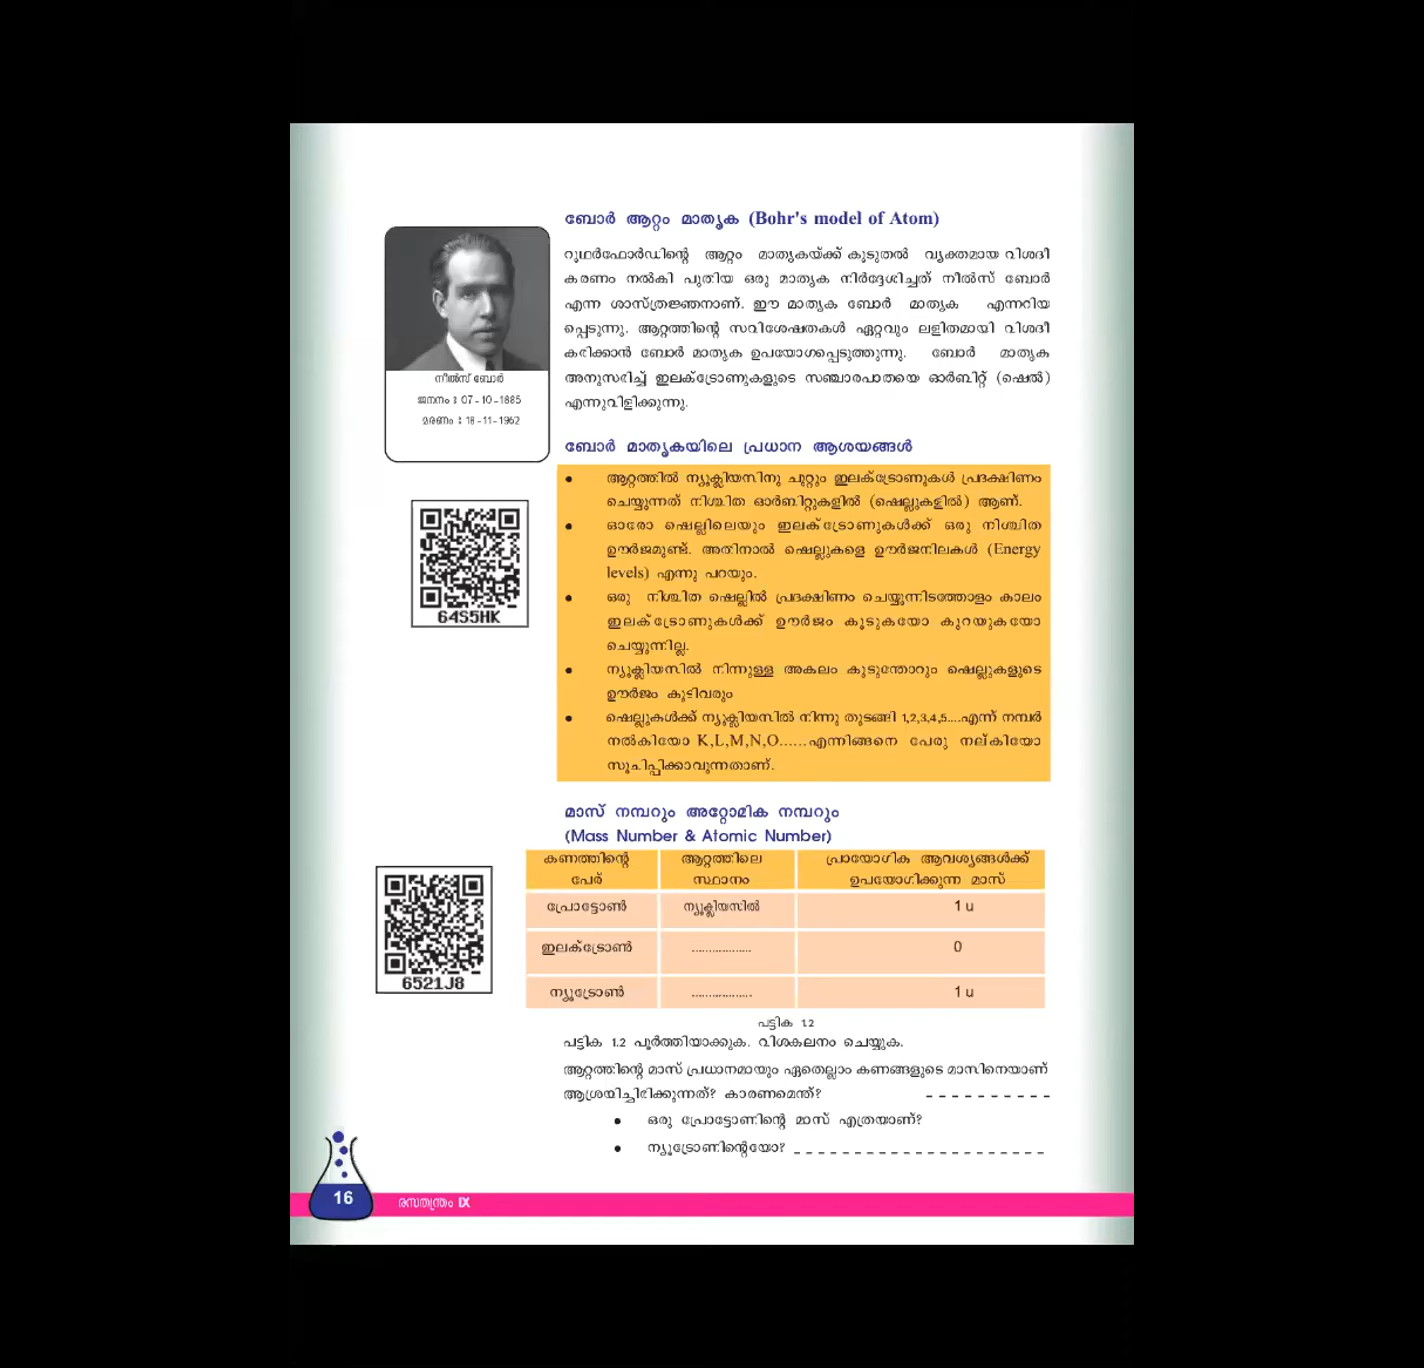 ബോർ ആറ്റം മാതൃക (Bohr's model of Atom)
റൂഥർഫോർഡിന്റെ ആറ്റം മാതൃകയ്ക്ക് കൂടുതൽ വ്യക്തമായ വിശദീ
കരണം നൽകി പുതിയ ഒരു മാതൃക നിർദ്ദേശിച്ചത് നീൽസ് ബോർ
എന്ന ശാസ്ത്രജ്ഞനാണ്. ഈ മാതൃക ബോർ മാതൃക എന്നറിയ
പ്പെടുന്നു. ആറ്റത്തിന്റെ സവിശേഷതകൾ ഏറ്റവും ലളിതമായി വിശദീ
കരിക്കാൻ ബോർ മാതൃക ഉപയോഗപ്പെടുത്തുന്നു. ബോർ മാതൃക
അനുസരിച്ച് ഇലക്ട്രോണുകളുടെ സഞ്ചാരപാതയെ ഓർബിറ്റ് (ഷെൽ)
എന്നുവിളിക്കുന്നു.
നീൽസ് ബോർ
ജനനം : 07-10-1885
മരണം : 18-11-1962
ബോർ മാതൃകയിലെ പ്രധാന ആശയങ്ങൾ
● ആറ്റത്തിൽ ന്യൂക്ലിയസിനു ചുറ്റും ഇലക്ട്രോണുകൾ പ്രദക്ഷിണം
ചെയ്യുന്നത് നിശ്ചിത ഓർബിറ്റുകളിൽ (ഷെല്ലുകളിൽ) ആണ്.
● ഓരോ ഷെല്ലിലെയും ഇലക്ട്രോണുകൾക്ക് ഒരു നിശ്ചിത
ഊർജമുണ്ട്. അതിനാൽ ഷെല്ലുകളെ ഊർജനിലകൾ (Energy
levels) എന്നു പറയും.
● ഒരു നിശ്ചിത ഷെല്ലിൽ പ്രദക്ഷിണം ചെയ്യുന്നിടത്തോളം കാലം
ഇലക്ട്രോണുകൾക്ക് ഊർജം കൂടുകയോ കുറയുകയോ
ചെയ്യുന്നില്ല.
● ന്യൂക്ലിയസിൽ നിന്നുള്ള അകലം കൂടുന്തോറും ഷെല്ലുകളുടെ
ഊർജം കൂടിവരും
● ഷെല്ലുകൾക്ക് ന്യൂക്ലിയസിൽ നിന്നു തുടങ്ങി 1,2,3,4,5....എന്ന് നമ്പർ
നൽകിയോ K,L,M,N,O......എന്നിങ്ങനെ പേരു നല്കിയോ
സൂചിപ്പിക്കാവുന്നതാണ്.
64S5HK
മാസ് നമ്പറും അറ്റോമിക നമ്പറും
(Mass Number & Atomic Number)
കണത്തിന്റെ പേര് ആറ്റത്തിലെ സ്ഥാനം പ്രായോഗിക ആവശ്യങ്ങൾക്ക് ഉപയോഗിക്കുന്ന മാസ്
പ്രോട്ടോൺ ന്യൂക്ലിയസിൽ 1 u
ഇലക്ട്രോൺ .................. 0
ന്യൂട്രോൺ .................. 1 u
6521J8
പട്ടിക 1.2
പട്ടിക 1.2 പൂർത്തിയാക്കുക. വിശകലനം ചെയ്യുക.
ആറ്റത്തിന്റെ മാസ് പ്രധാനമായും ഏതെല്ലാം കണങ്ങളുടെ മാസിനെയാണ്
ആശ്രയിച്ചിരിക്കുന്നത്? കാരണമെന്ത്? _ _ _ _ _ _ _ _ _ _
● ഒരു പ്രോട്ടോണിന്റെ മാസ് എത്രയാണ്?
● ന്യൂട്രോണിന്റെയോ? _ _ _ _ _ _ _ _ _ _ _ _ _ _ _ _ _ _ _ _ _
16
രസതന്ത്രം IX